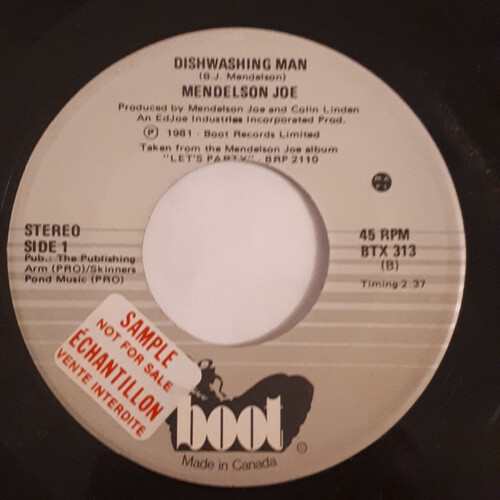 DISHWASHING MAN
(B.J. Mendelson)
MENDELSON JOE
Produced by Mendelson Joe and Colin Linden
An EdJoe Industries Incorporated Prod.
Ⓟ 1981 · Boot Records Limited
Taken from the Mendelson Joe album
"LET'S PARTY" · BRP 2110
MA
PL
STEREO
SIDE 1
Pub.: The Publishing
Arm (PRO)/Skinners
Pond Music (PRO)
45 RPM
BTX 313
(B)
Timing 2:37
SAMPLE
NOT FOR SALE
ÉCHANTILLON
VENTE INTERDITE
boot
©
Made in Canada